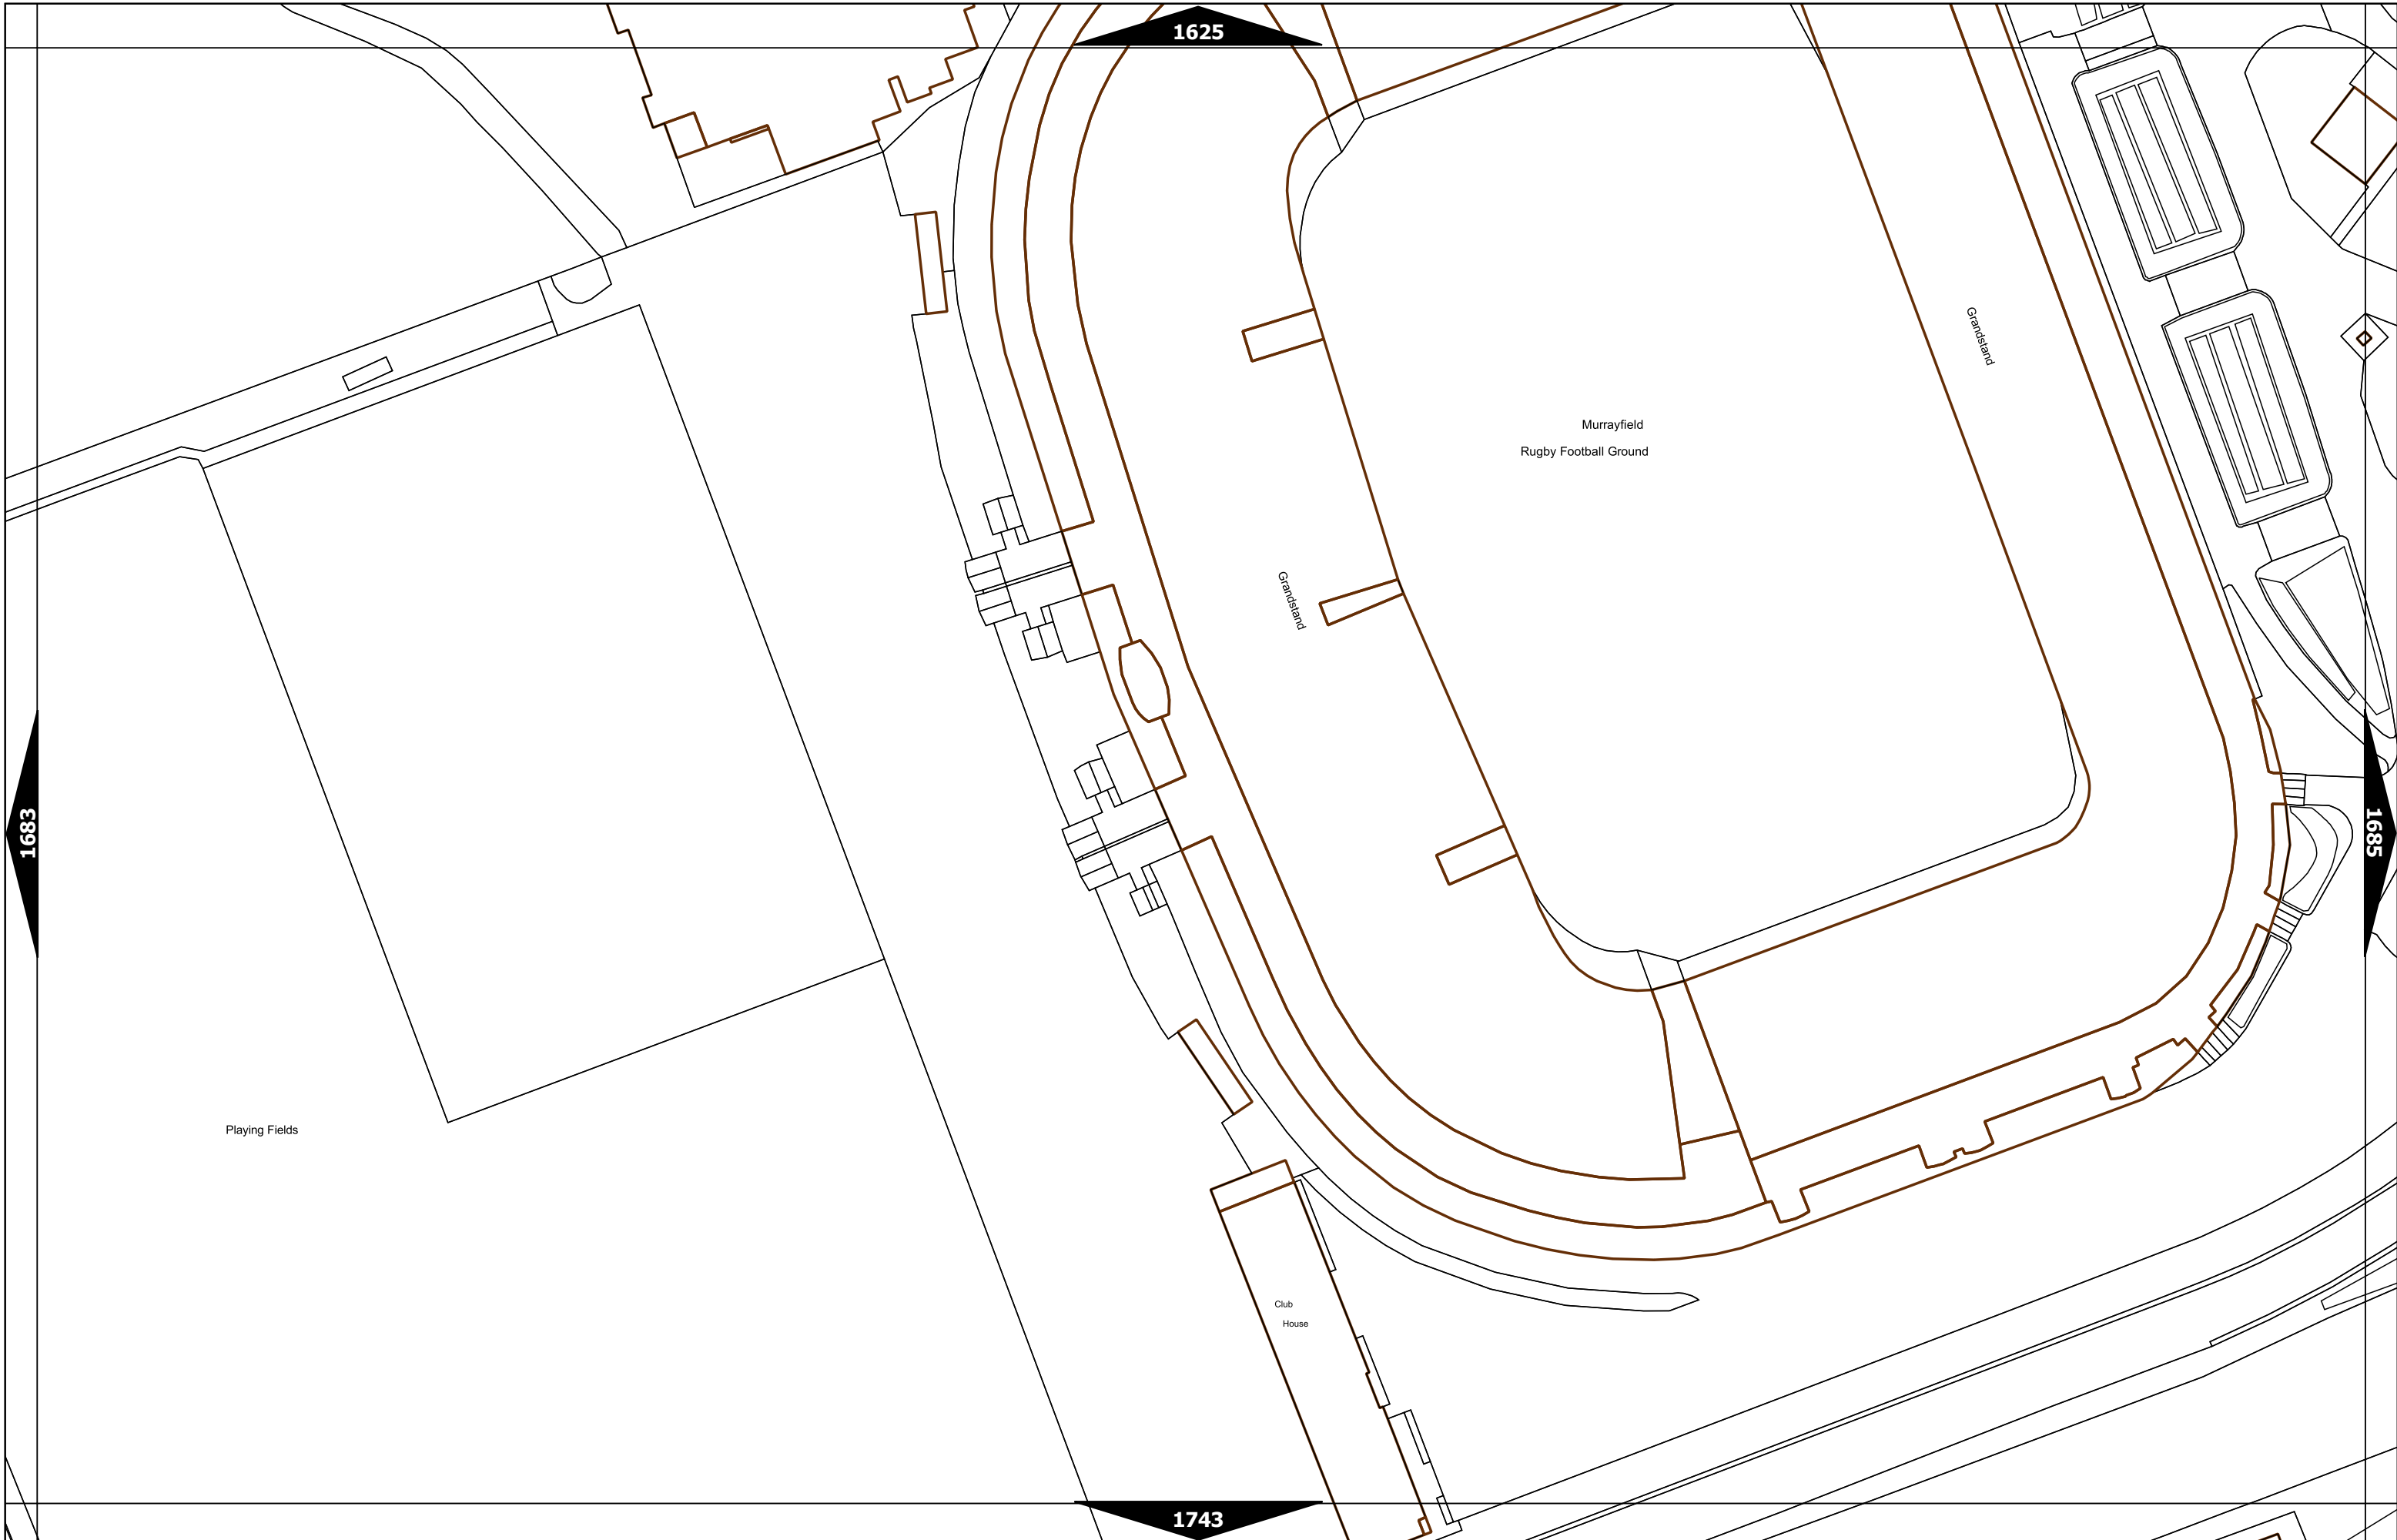 1625
Grandstand
Murrayfield
Rugby Football Ground
Grandstand
1683
1685
Playing Fields
Club
House
1743